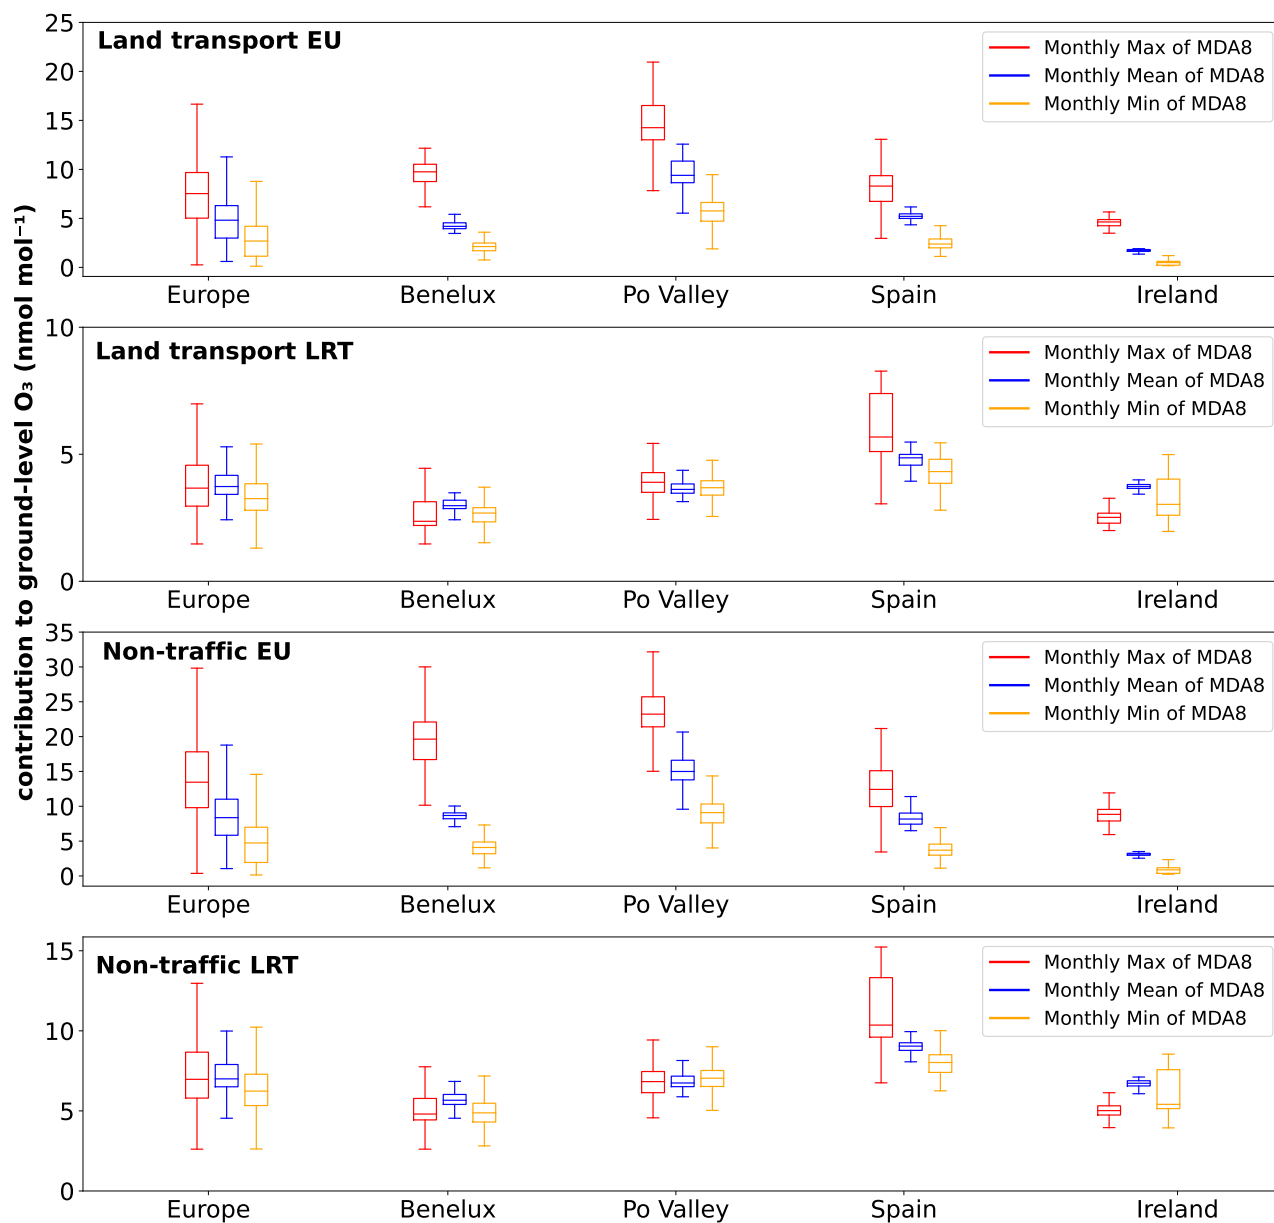 contribution to ground-level O₃ (nmol mol⁻¹)
Land transport EU
Monthly Max of MDA8
Monthly Mean of MDA8
Monthly Min of MDA8
25
20
15
10
5
0
Europe Benelux Po Valley Spain Ireland
Land transport LRT
Monthly Max of MDA8
Monthly Mean of MDA8
Monthly Min of MDA8
10
5
0
Europe Benelux Po Valley Spain Ireland
Non-traffic EU
Monthly Max of MDA8
Monthly Mean of MDA8
Monthly Min of MDA8
35
30
25
20
15
10
5
0
Europe Benelux Po Valley Spain Ireland
Non-traffic LRT
Monthly Max of MDA8
Monthly Mean of MDA8
Monthly Min of MDA8
15
10
5
0
Europe Benelux Po Valley Spain Ireland